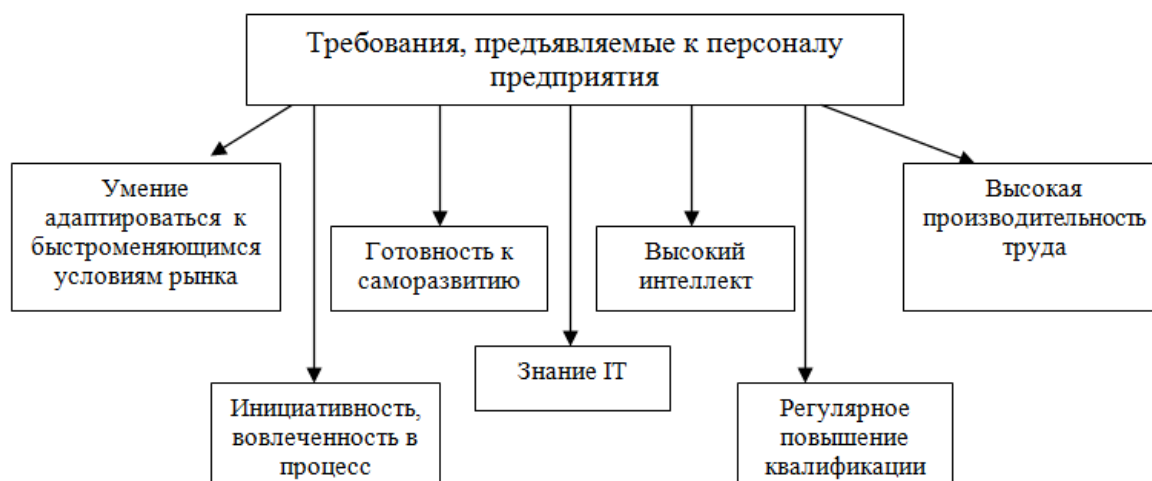 Требования, предъявляемые к персоналу
предприятия
Умение
адаптироваться к
быстроменяющимся
условиям рынка
Инициативность,
вовлеченность в
процесс
Готовность к
саморазвитию
Знание IT
Высокий
интеллект
Регулярное
повышение
квалификации
Высокая
производительность
труда